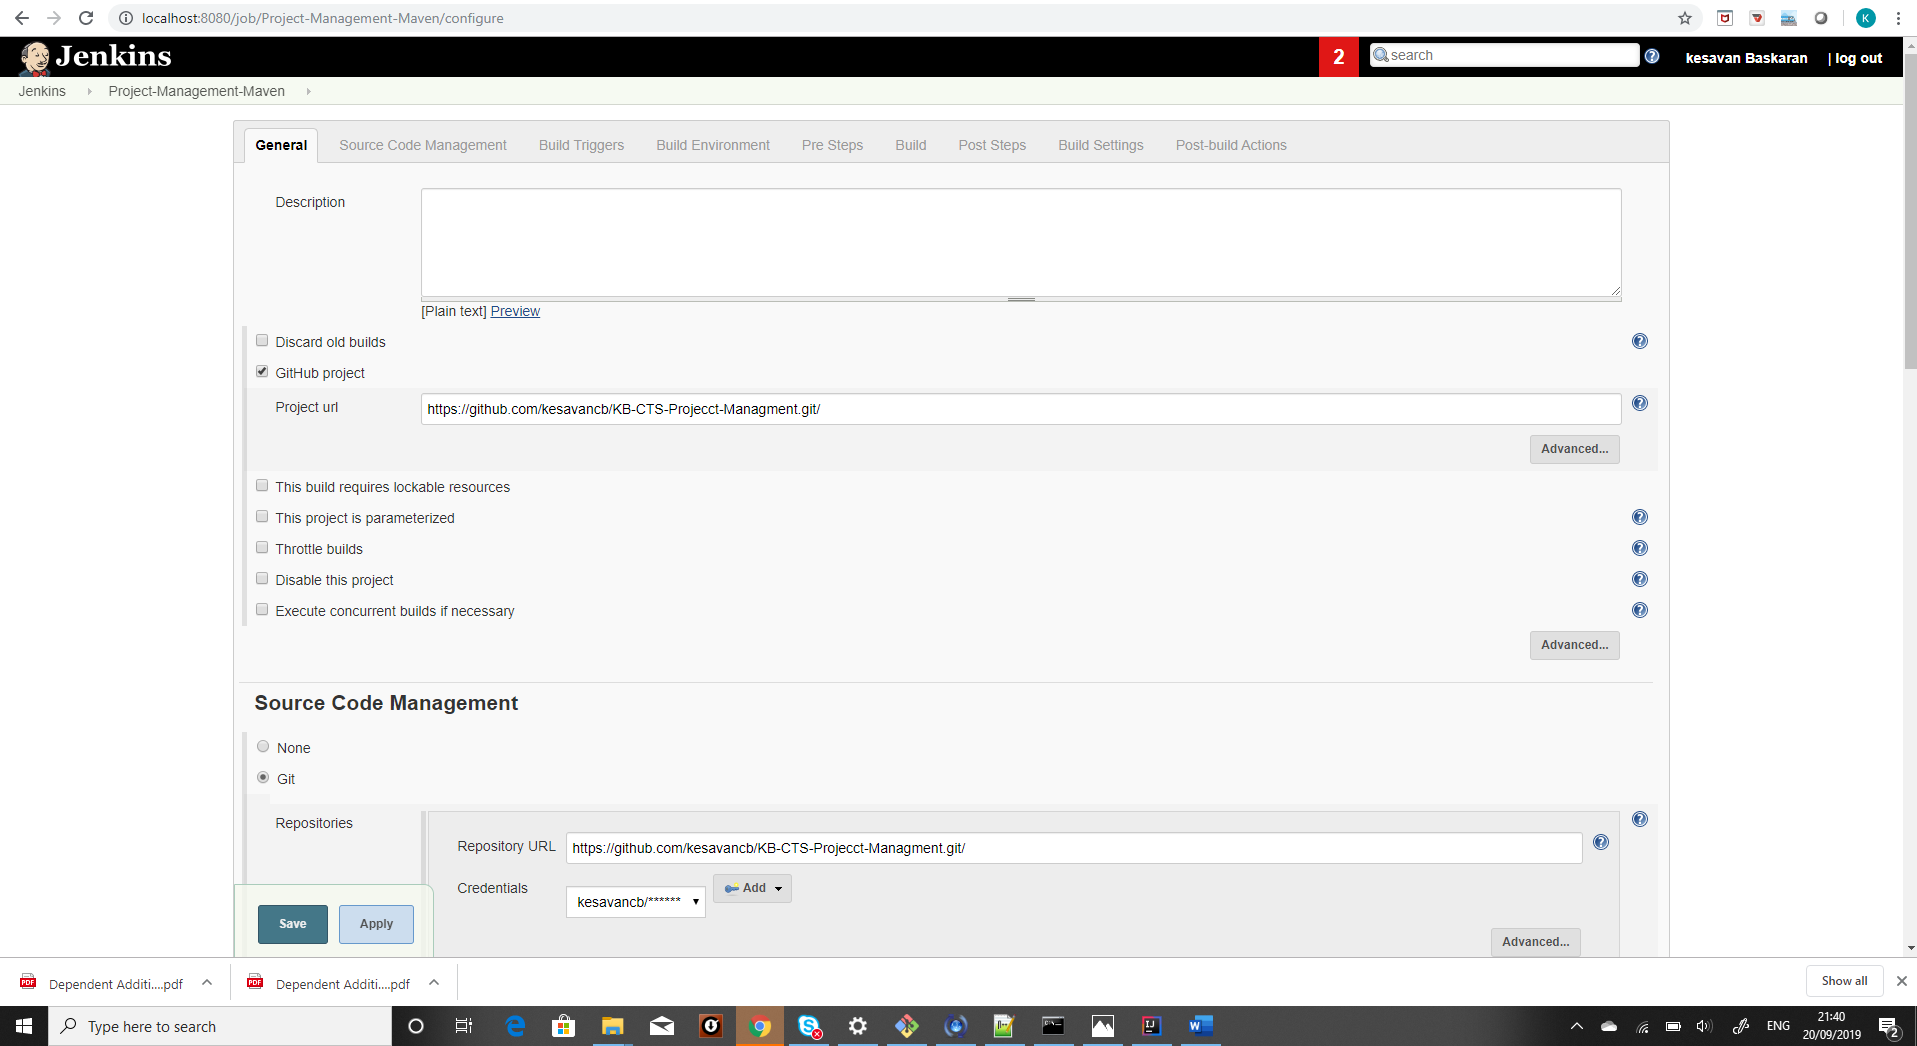 localhost:8080/job/Project-Management-Maven/configure
K
Jenkins
2
search
kesavan Baskaran
| log out
Jenkins
Project-Management-Maven
General
Source Code Management
Build Triggers
Build Environment
Pre Steps
Build
Post Steps
Build Settings
Post-build Actions
Description
[Plain text] Preview
Discard old builds
GitHub project
Project url
https://github.com/kesavancb/KB-CTS-Projecct-Managment.git/
Advanced...
This build requires lockable resources
This project is parameterized
Throttle builds
Disable this project
Execute concurrent builds if necessary
Advanced...
Source Code Management
None
Git
Repositories
Repository URL
https://github.com/kesavancb/KB-CTS-Projecct-Managment.git/
Credentials
kesavancb/******
Add
Advanced...
Save
Apply
Dependent Additi....pdf
Dependent Additi....pdf
Show all
Type here to search
ENG
21:40
20/09/2019
2